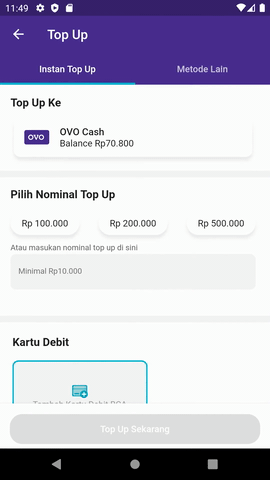 11:49
Top Up
Instan Top Up
Metode Lain
Top Up Ke
OVO
OVO Cash
Balance Rp70.800
Pilih Nominal Top Up
Rp 100.000
Rp 200.000
Rp 500.000
Atau masukan nominal top up di sini
Minimal Rp10.000
Kartu Debit
Tambah Kartu Debit BCA
Top Up Sekarang